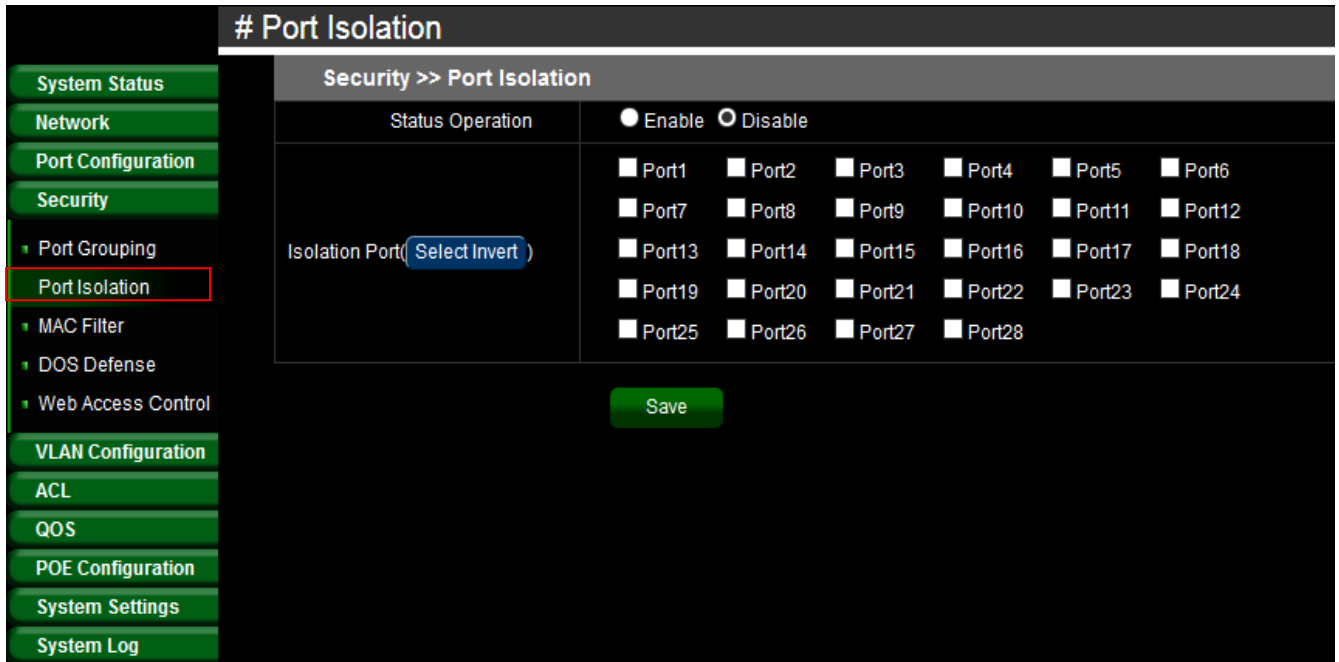 # Port Isolation
System Status
Network
Port Configuration
Security
Port Grouping
Port Isolation
MAC Filter
DOS Defense
Web Access Control
VLAN Configuration
ACL
QOS
POE Configuration
System Settings
System Log
Security >> Port Isolation
Status Operation Enable Disable
Isolation Port( Select Invert )
Port1 Port2 Port3 Port4 Port5 Port6
Port7 Port8 Port9 Port10 Port11 Port12
Port13 Port14 Port15 Port16 Port17 Port18
Port19 Port20 Port21 Port22 Port23 Port24
Port25 Port26 Port27 Port28
Save